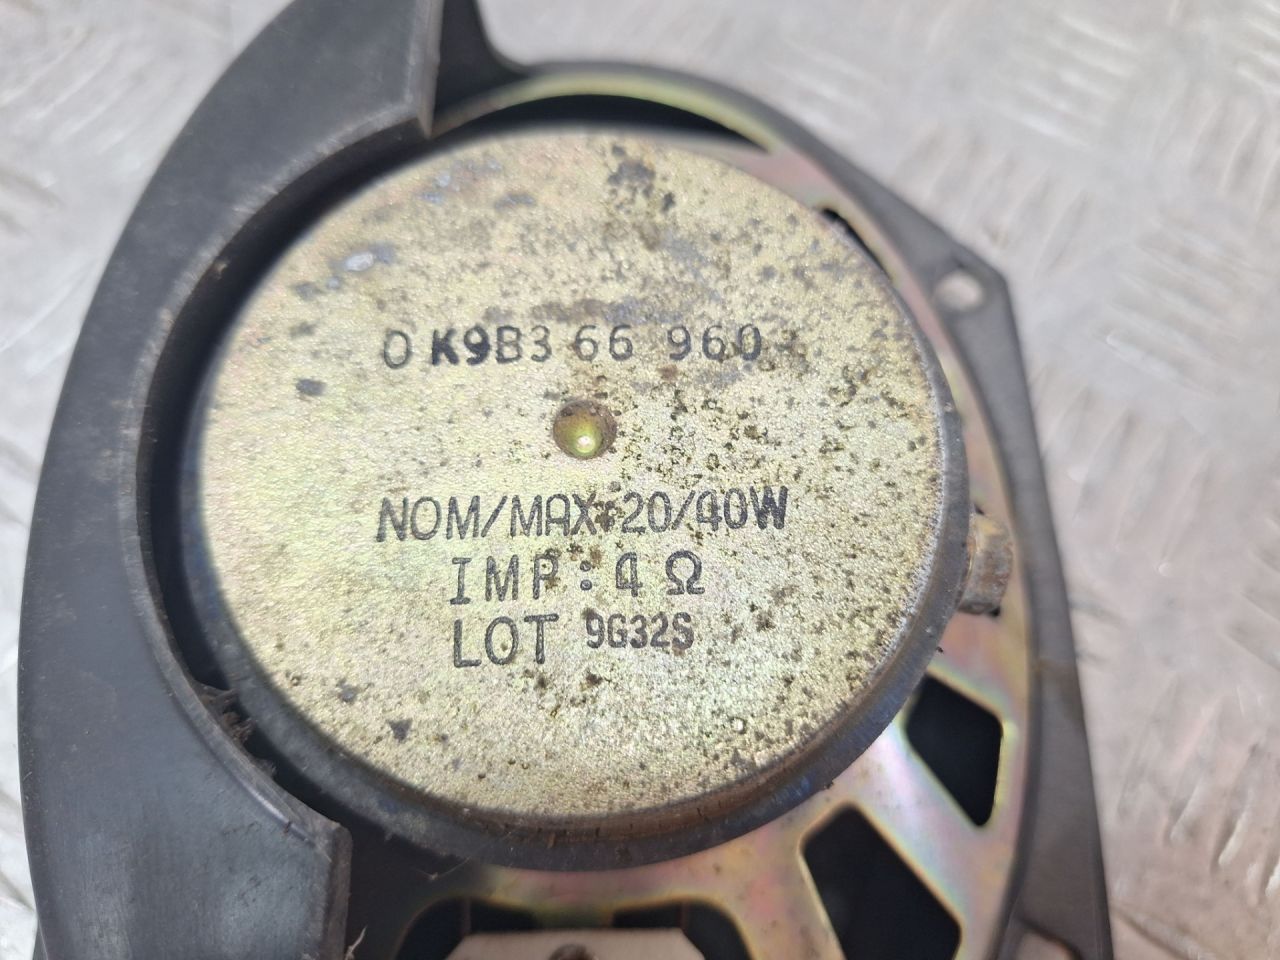 0K9B3 66 960
NOM/MAX:20/40W
IMP:4Ω
LOT 9G32S